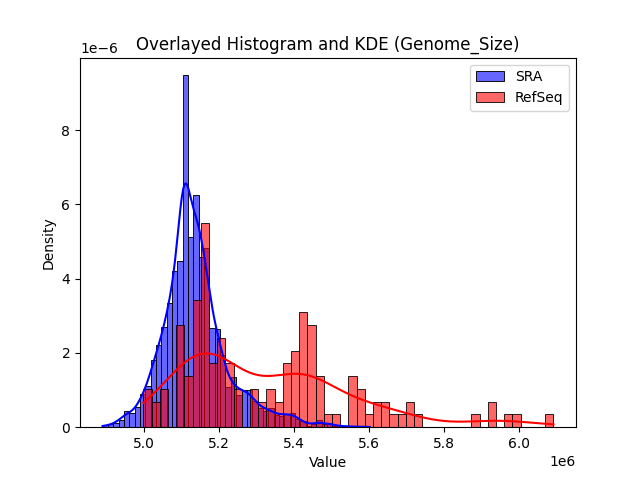 Overlayed Histogram and KDE (Genome_Size)
1e−6
SRA
RefSeq
8
6
4
2
0
Density
5.0 5.2 5.4 5.6 5.8 6.0
1e6
Value